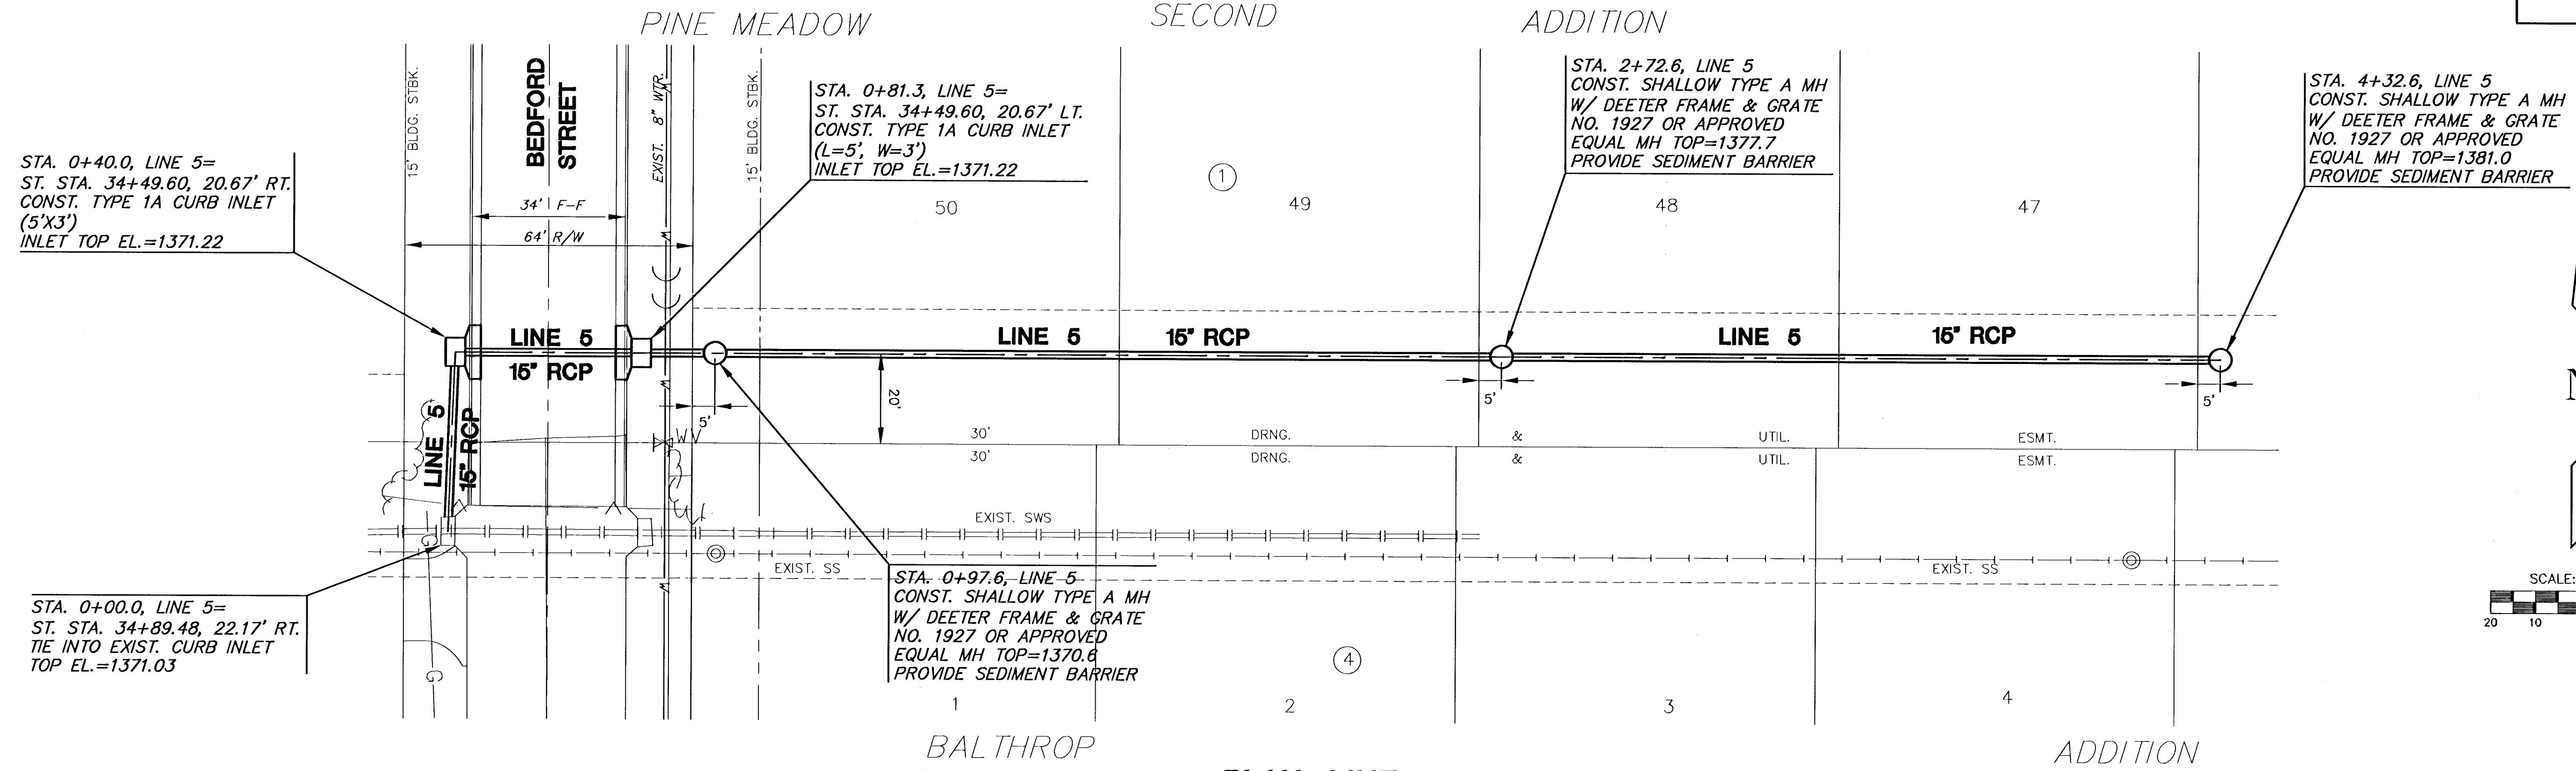 PINE MEADOW
SECOND
ADDITION
STA. 0+40.0, LINE 5=
ST. STA. 34+49.60, 20.67' RT.
CONST. TYPE 1A CURB INLET
(5'X3')
INLET TOP EL.=1371.22
15' BLDG. STBK.
BEDFORD
STREET
EXIST. 8" WTR.
15' BLDG. STBK.
34' F-F
64' R/W
STA. 0+81.3, LINE 5=
ST. STA. 34+49.60, 20.67' LT.
CONST. TYPE 1A CURB INLET
(L=5', W=3')
INLET TOP EL.=1371.22
STA. 2+72.6, LINE 5
CONST. SHALLOW TYPE A MH
W/ DEETER FRAME & GRATE
NO. 1927 OR APPROVED
EQUAL MH TOP=1377.7
PROVIDE SEDIMENT BARRIER
STA. 4+32.6, LINE 5
CONST. SHALLOW TYPE A MH
W/ DEETER FRAME & GRATE
NO. 1927 OR APPROVED
EQUAL MH TOP=1381.0
PROVIDE SEDIMENT BARRIER
1
50
49
48
47
LINE 5
15" RCP
LINE 5 15" RCP
LINE 5 15" RCP
LINE 5
15" RCP
5'
20'
5'
5'
WV
30' DRNG. & UTIL. ESMT.
30' DRNG. & UTIL. ESMT.
EXIST. SWS
EXIST. SS
EXIST. SS
G
G
STA. 0+00.0, LINE 5=
ST. STA. 34+89.48, 22.17' RT.
TIE INTO EXIST. CURB INLET
TOP EL.=1371.03
STA. 0+97.6, LINE 5
CONST. SHALLOW TYPE A MH
W/ DEETER FRAME & GRATE
NO. 1927 OR APPROVED
EQUAL MH TOP=1370.6
PROVIDE SEDIMENT BARRIER
4
1
2
3
4
SCALE:
20 10
BALTHROP
ADDITION